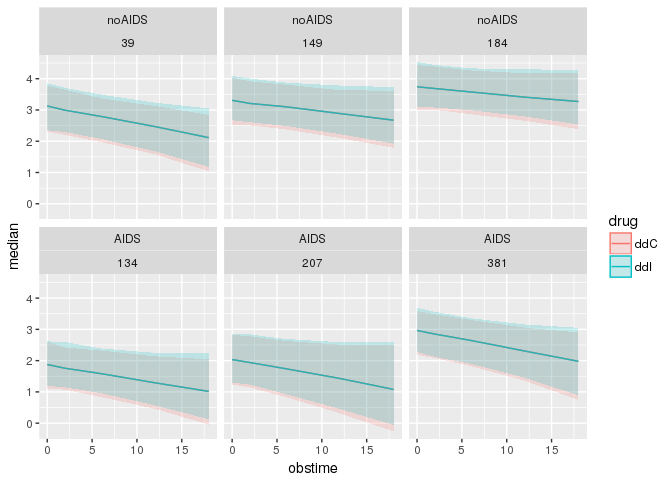 noAIDS noAIDS noAIDS
39 149 184
4
3
2
1
0
AIDS AIDS AIDS
134 207 381
4
3
2
1
0
0 5 10 15 0 5 10 15 0 5 10 15
obstime
median
drug
ddC
ddI